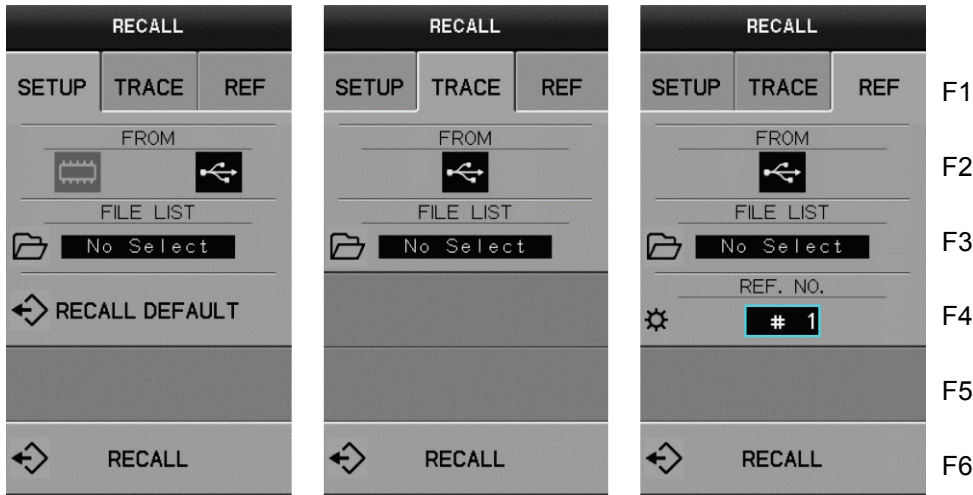 RECALL
SETUP TRACE REF
FROM
FILE LIST
No Select
RECALL DEFAULT
RECALL
RECALL
SETUP TRACE REF
FROM
FILE LIST
No Select
RECALL
RECALL
SETUP TRACE REF
FROM
FILE LIST
No Select
REF. NO.
# 1
RECALL
F1
F2
F3
F4
F5
F6